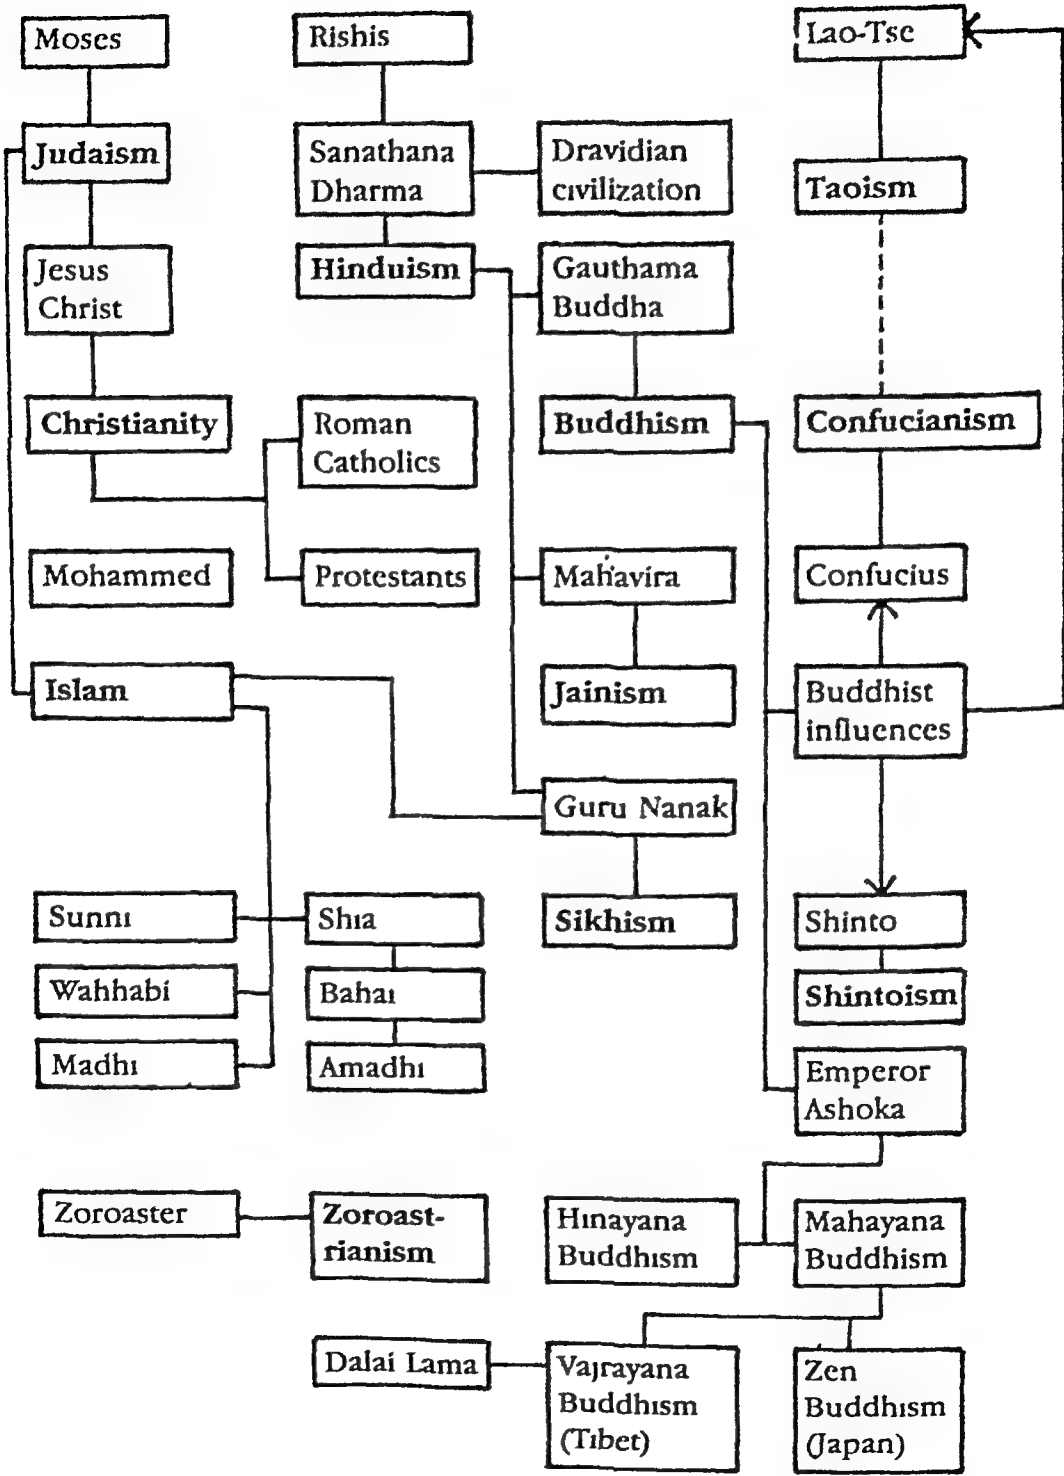 Moses
Rishis
Lao-Tse
Judaism
Sanathana
Dharma
Dravidian
civilization
Taoism
Jesus
Christ
Hinduism
Gauthama
Buddha
Christianity
Roman
Catholics
Buddhism
Confucianism
Mohammed
Protestants
Mahavira
Confucius
Islam
Jainism
Buddhist
influences
Guru Nanak
Sunni
Shia
Sikhism
Shinto
Wahhabi
Bahai
Shintoism
Madhi
Amadhi
Emperor
Ashoka
Zoroaster
Zoroast-
rianism
Hinayana
Buddhism
Mahayana
Buddhism
Dalai Lama
Vajrayana
Buddhism
(Tibet)
Zen
Buddhism
(Japan)